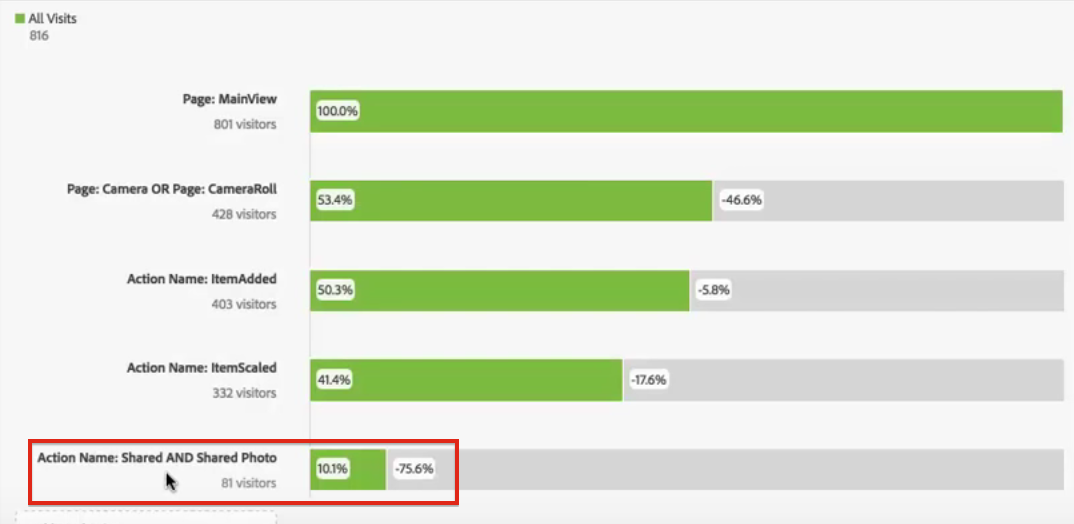 All Visits
816
Page: MainView
801 visitors
100.0%
Page: Camera OR Page: CameraRoll
428 visitors
53.4%
-46.6%
Action Name: ItemAdded
403 visitors
50.3%
-5.8%
Action Name: ItemScaled
332 visitors
41.4%
-17.6%
Action Name: Shared AND Shared Photo
81 visitors
10.1%
-75.6%